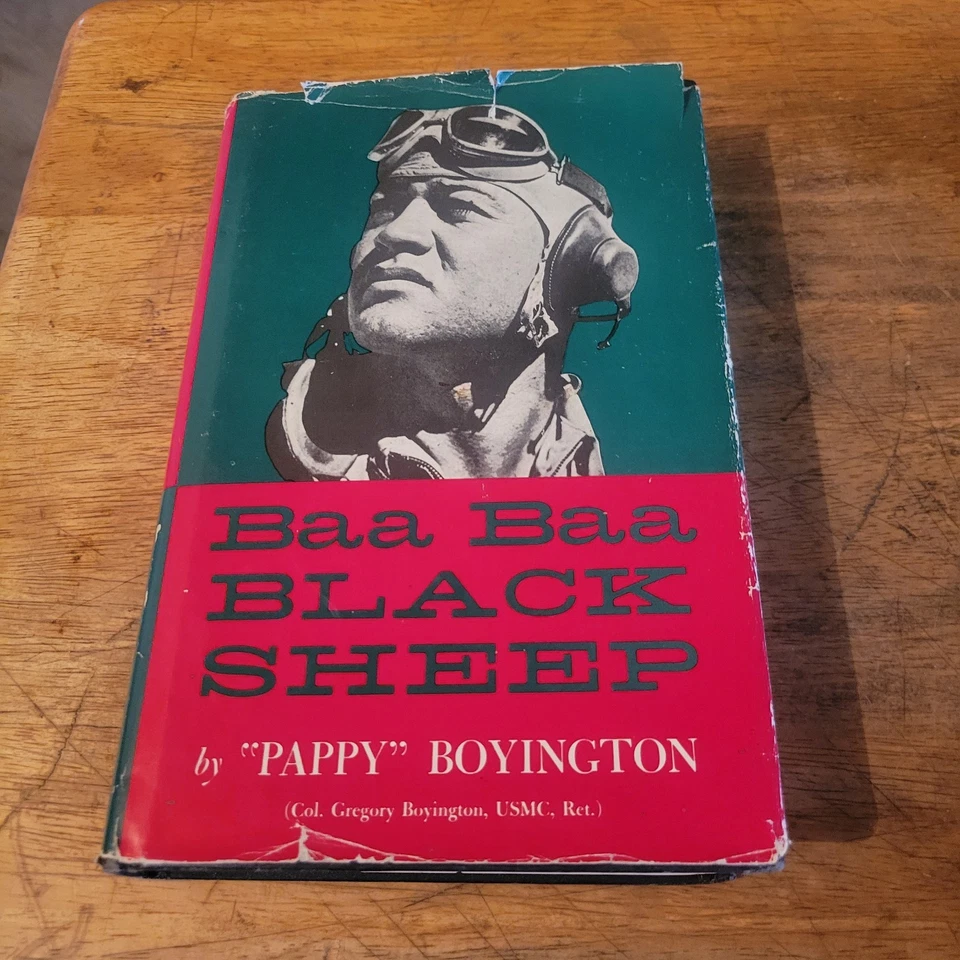 Baa Baa
BLACK
SHEEP
by “PAPPY” BOYINGTON
(Col. Gregory Boyington, USMC, Ret.)